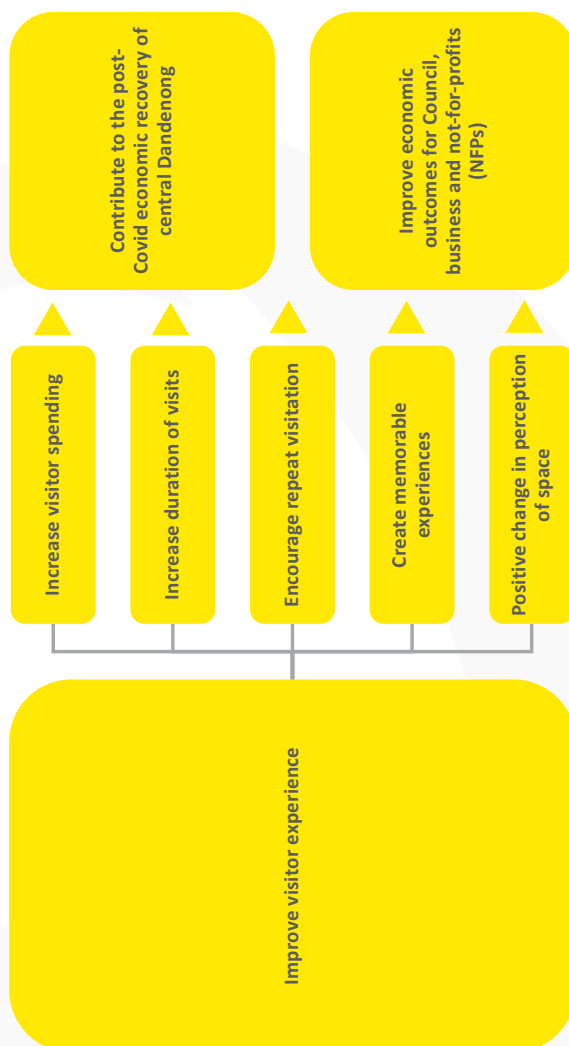 Improve visitor experience
Increase visitor spending
Increase duration of visits
Encourage repeat visitation
Create memorable
experiences
Positive change in perception
of space
Contribute to the post-
Covid economic recovery of
central Dandenong
Improve economic
outcomes for Council,
business and not-for-profits
(NFPs)